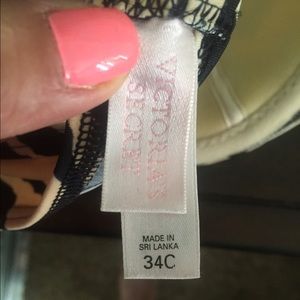 VICTORIA'S
SECRET
MADE IN
SRI LANKA
34C